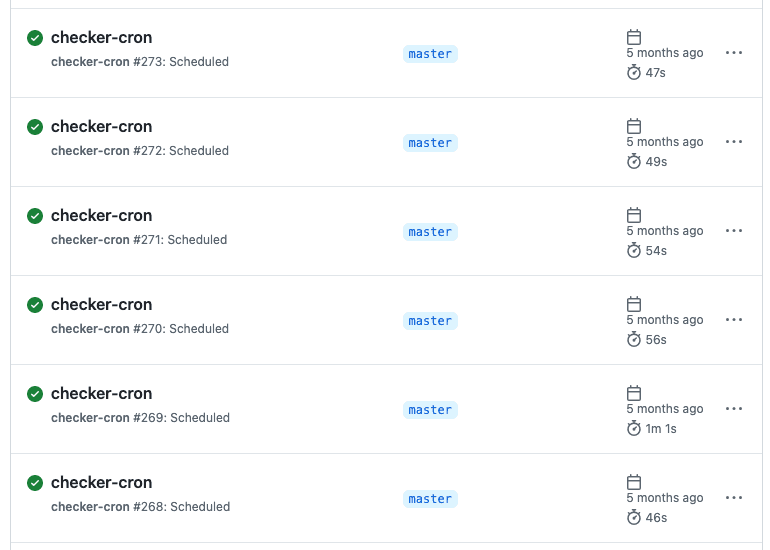 checker-cron
checker-cron #273: Scheduled
master
5 months ago
47s
checker-cron
checker-cron #272: Scheduled
master
5 months ago
49s
checker-cron
checker-cron #271: Scheduled
master
5 months ago
54s
checker-cron
checker-cron #270: Scheduled
master
5 months ago
56s
checker-cron
checker-cron #269: Scheduled
master
5 months ago
1m 1s
checker-cron
checker-cron #268: Scheduled
master
5 months ago
46s